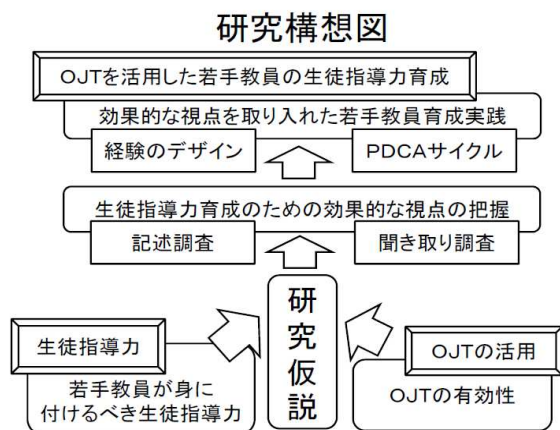 研究構想図
OJTを活用した若手教員の生徒指導力育成
効果的な視点を取り入れた若手教員育成実践
経験のデザイン
PDCAサイクル
生徒指導力育成のための効果的な視点の把握
記述調査
聞き取り調査
研究仮説
生徒指導力
若手教員が身に
付けるべき生徒指導力
OJTの活用
OJTの有効性